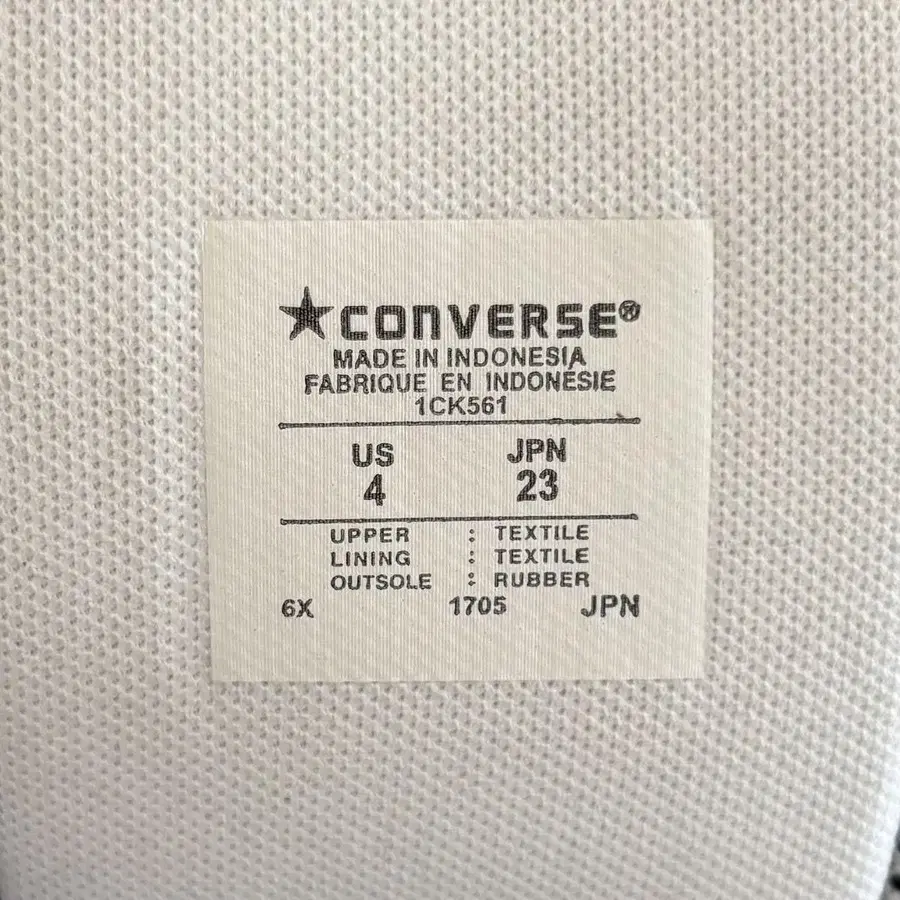 ★CONVERSE®
MADE IN INDONESIA
FABRIQUE EN INDONÉSIE
1CK561
US JPN
4 23
UPPER : TEXTILE
LINING : TEXTILE
OUTSOLE : RUBBER
6X 1705 JPN